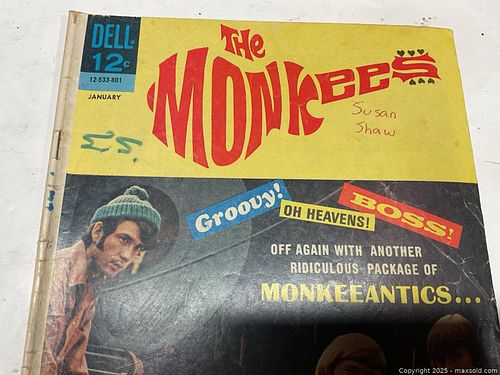 DELL
12¢
12-533-801
JANUARY
THE
MONKEES
Susan
Shaw
Groovy!
OH HEAVENS!
BOSS!
OFF AGAIN WITH ANOTHER
RIDICULOUS PACKAGE OF
MONKEEANTICS...
Copyright 2025 - maxsold.com